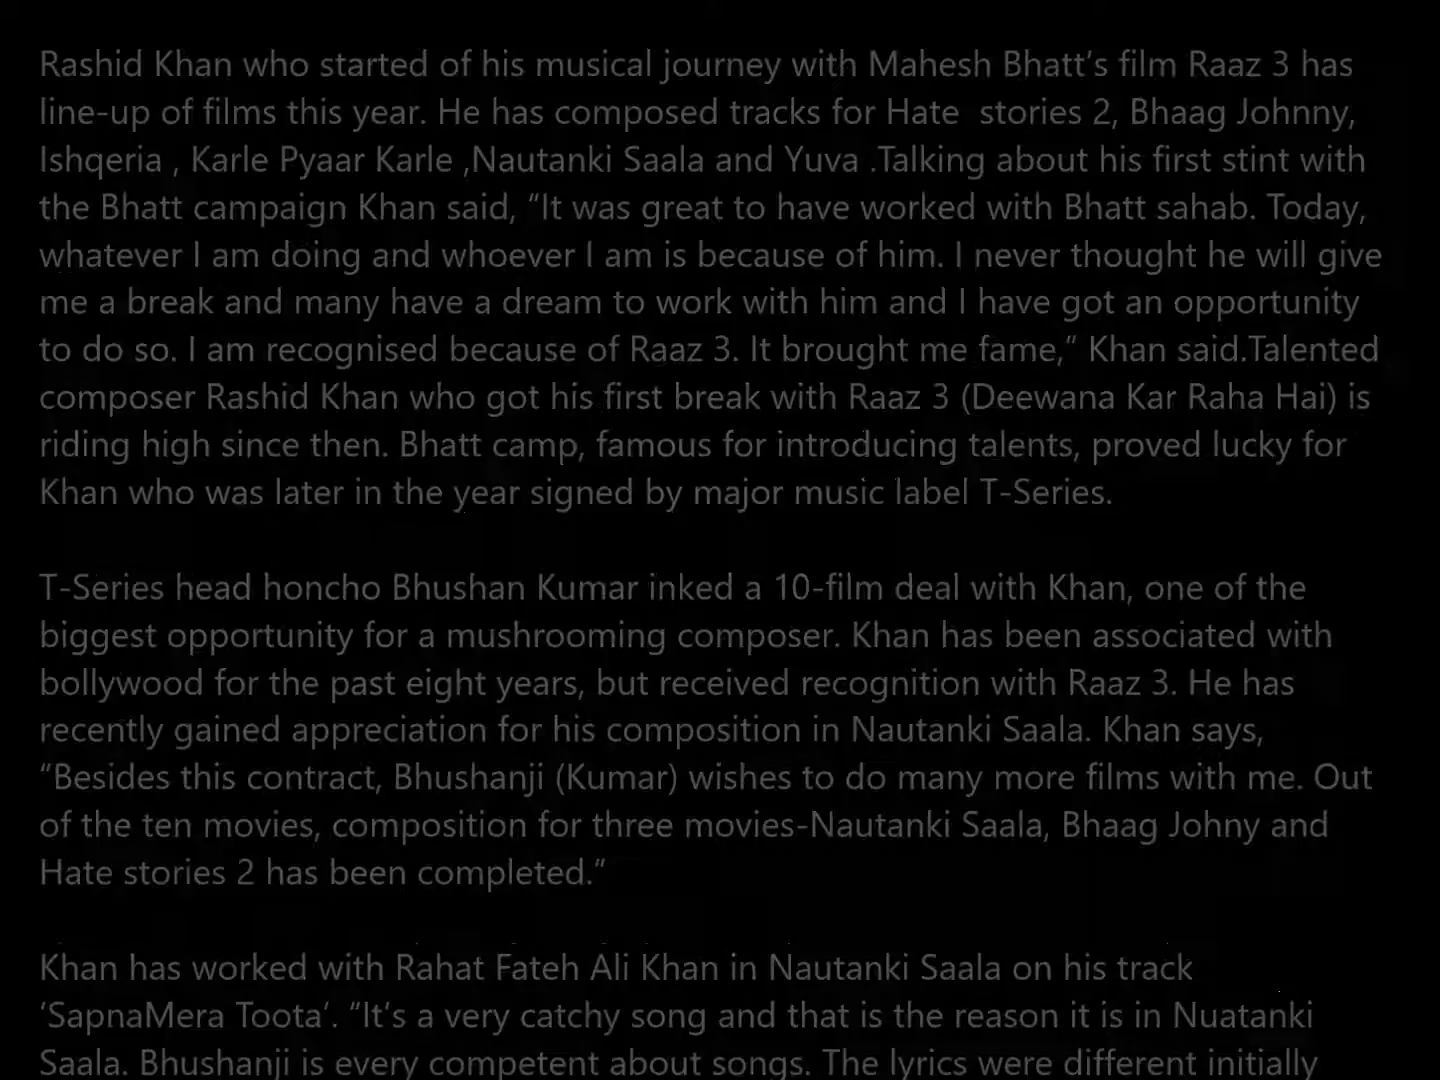 Rashid Khan who started of his musical journey with Mahesh Bhatt’s film Raaz 3 has
line-up of films this year. He has composed tracks for Hate  stories 2, Bhaag Johnny,
Ishqeria , Karle Pyaar Karle ,Nautanki Saala and Yuva .Talking about his first stint with
the Bhatt campaign Khan said, “It was great to have worked with Bhatt sahab. Today,
whatever I am doing and whoever I am is because of him. I never thought he will give
me a break and many have a dream to work with him and I have got an opportunity
to do so. I am recognised because of Raaz 3. It brought me fame,” Khan said.Talented
composer Rashid Khan who got his first break with Raaz 3 (Deewana Kar Raha Hai) is
riding high since then. Bhatt camp, famous for introducing talents, proved lucky for
Khan who was later in the year signed by major music label T-Series.

T-Series head honcho Bhushan Kumar inked a 10-film deal with Khan, one of the
biggest opportunity for a mushrooming composer. Khan has been associated with
bollywood for the past eight years, but received recognition with Raaz 3. He has
recently gained appreciation for his composition in Nautanki Saala. Khan says,
“Besides this contract, Bhushanji (Kumar) wishes to do many more films with me. Out
of the ten movies, composition for three movies-Nautanki Saala, Bhaag Johny and
Hate stories 2 has been completed.”

Khan has worked with Rahat Fateh Ali Khan in Nautanki Saala on his track
‘SapnaMera Toota’. “It’s a very catchy song and that is the reason it is in Nuatanki
Saala. Bhushanji is every competent about songs. The lyrics were different initially